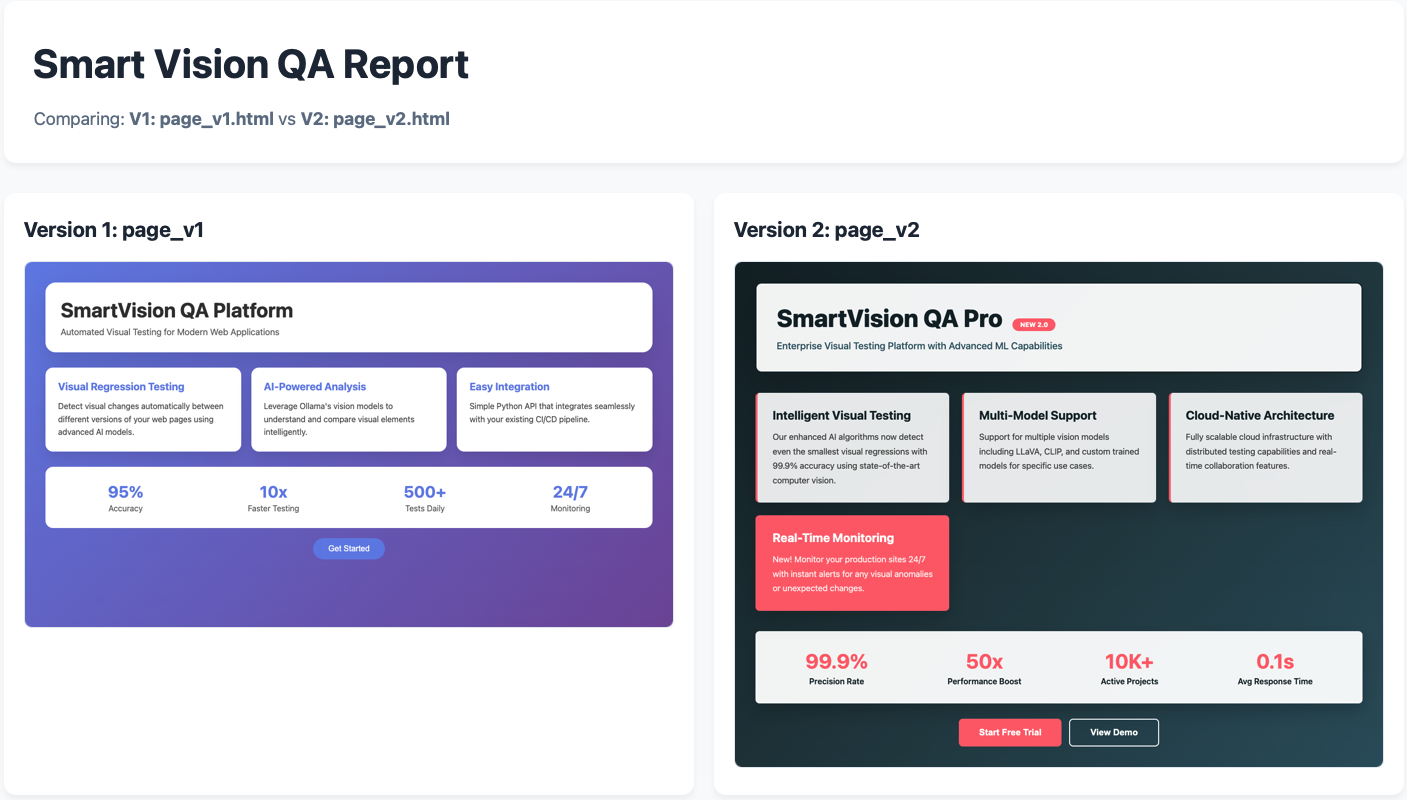 Smart Vision QA Report
Comparing: V1: page_v1.html vs V2: page_v2.html
Version 1: page_v1
SmartVision QA Platform
Automated Visual Testing for Modern Web Applications
Visual Regression Testing
Detect visual changes automatically between
different versions of your web pages using
advanced AI models.
AI-Powered Analysis
Leverage Ollama's vision models to
understand and compare visual elements
intelligently.
Easy Integration
Simple Python API that integrates seamlessly
with your existing CI/CD pipeline.
95%
Accuracy
10x
Faster Testing
500+
Tests Daily
24/7
Monitoring
Get Started
Version 2: page_v2
SmartVision QA Pro NEW 2.0
Enterprise Visual Testing Platform with Advanced ML Capabilities
Intelligent Visual Testing
Our enhanced AI algorithms now detect
even the smallest visual regressions with
99.9% accuracy using state-of-the-art
computer vision.
Multi-Model Support
Support for multiple vision models
including LLaVA, CLIP, and custom trained
models for specific use cases.
Cloud-Native Architecture
Fully scalable cloud infrastructure with
distributed testing capabilities and real-
time collaboration features.
Real-Time Monitoring
New! Monitor your production sites 24/7
with instant alerts for any visual anomalies
or unexpected changes.
99.9%
Precision Rate
50x
Performance Boost
10K+
Active Projects
0.1s
Avg Response Time
Start Free Trial
View Demo